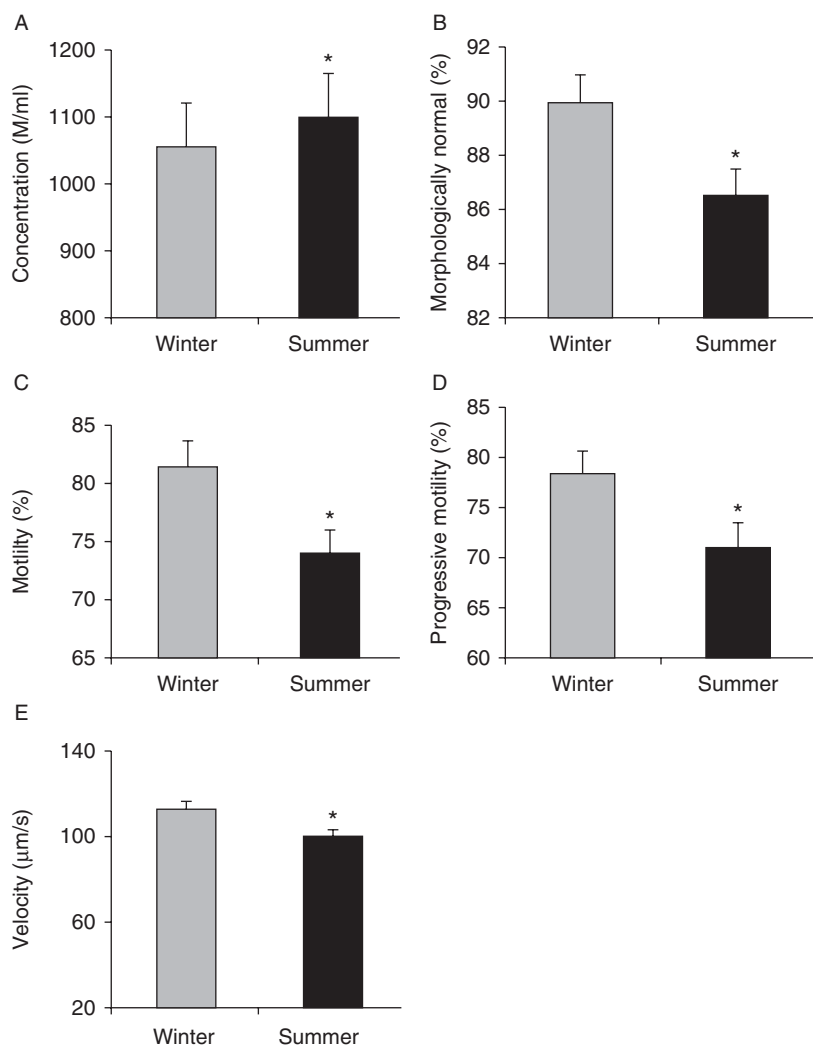 A
Concentration (M/ml)
1200
1100
1000
900
800
*
Winter Summer
B
Morphologically normal (%)
92
90
88
86
84
82
*
Winter Summer
C
Motlilty (%)
85
80
75
70
65
*
Winter Summer
D
Progressive motility (%)
85
80
75
70
65
60
*
Winter Summer
E
Velocity (μm/s)
140
100
60
20
*
Winter Summer